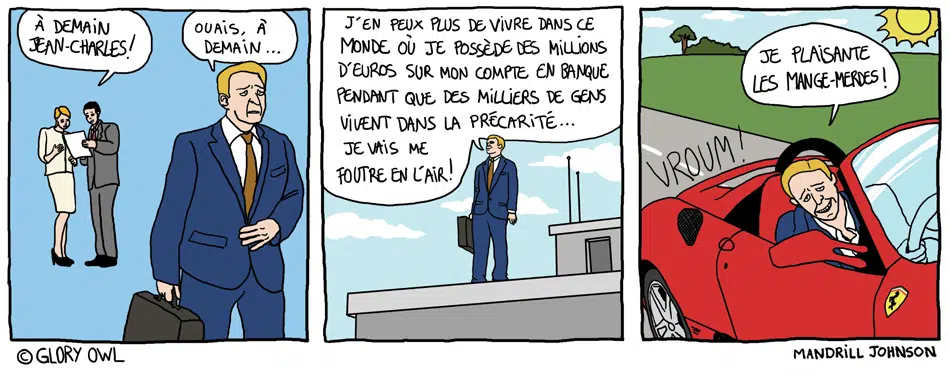 À DEMAIN
JEAN-CHARLES!
OUAIS, À
DEMAIN...
J'EN PEUX PLUS DE VIVRE DANS CE
MONDE OÙ JE POSSÈDE DES MILLIONS
D'EUROS SUR MON COMPTE EN BANQUE
PENDANT QUE DES MILLIERS DE GENS
VIVENT DANS LA PRÉCARITÉ...
JE VAIS ME
FOUTRE EN L'AIR!
JE PLAISANTE
LES MANGE-MERDES!
VROUM!
© GLORY OWL
MANDRILL JOHNSON